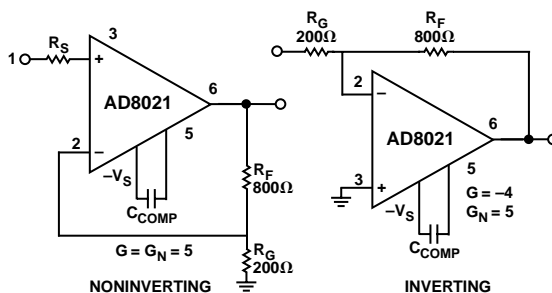 1
R_S
3
+
AD8021
6
2
–
–V_S
5
C_COMP
R_F
800Ω
G = G_N = 5
R_G
200Ω
NONINVERTING
R_G
200Ω
R_F
800Ω
2
–
AD8021
6
3
+
5
–V_S
C_COMP
G = –4
G_N = 5
INVERTING